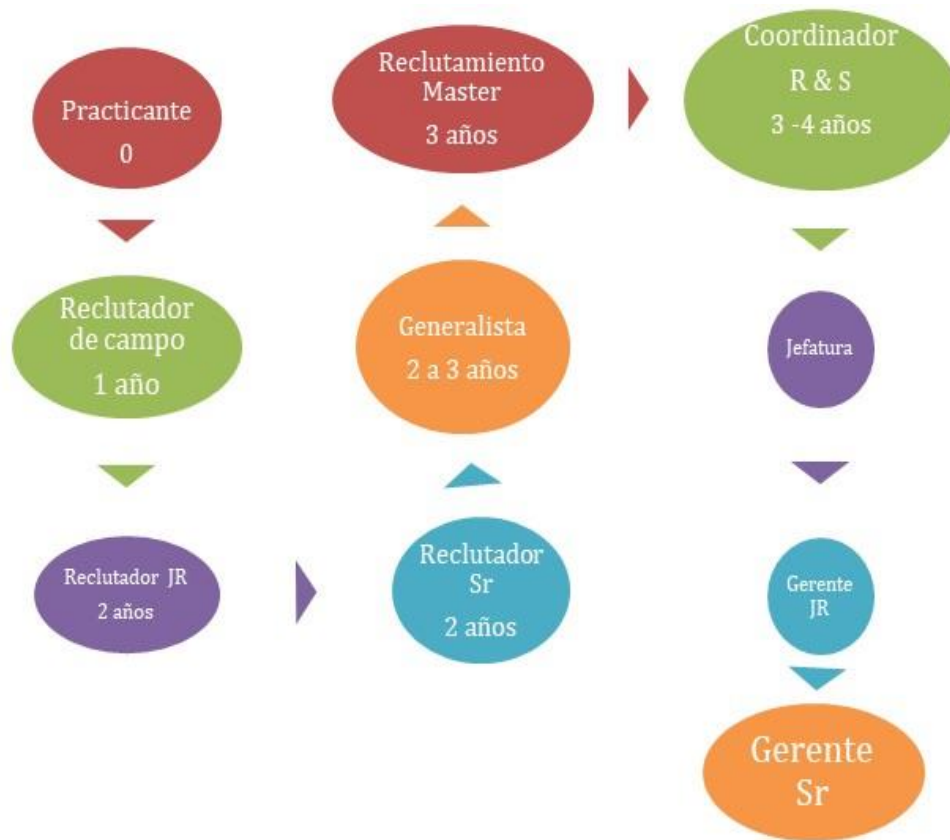 Practicante
0
Reclutador
de campo
1 año
Reclutador JR
2 años
Reclutador
Sr
2 años
Generalista
2 a 3 años
Reclutamiento
Master
3 años
Coordinador
R & S
3 -4 años
Jefatura
Gerente
JR
Gerente
Sr